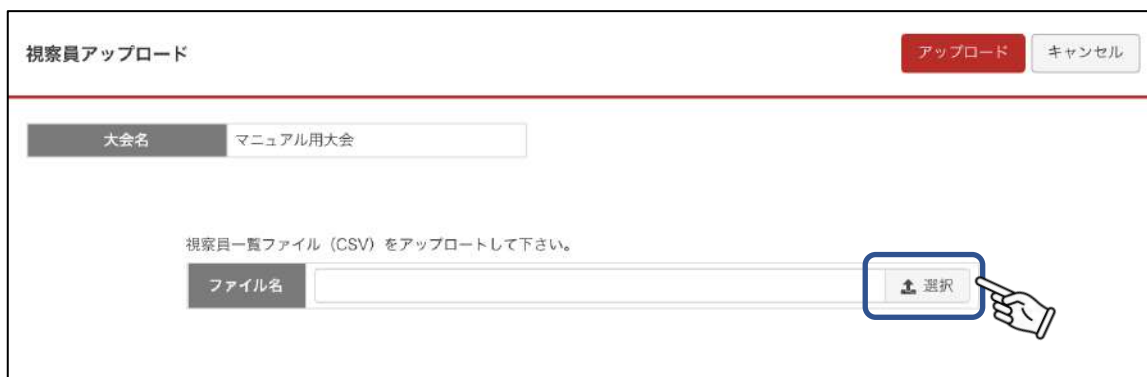 視察員アップロード
アップロード
キャンセル
大会名
マニュアル用大会
視察員一覧ファイル（CSV）をアップロートして下さい。
ファイル名
選択